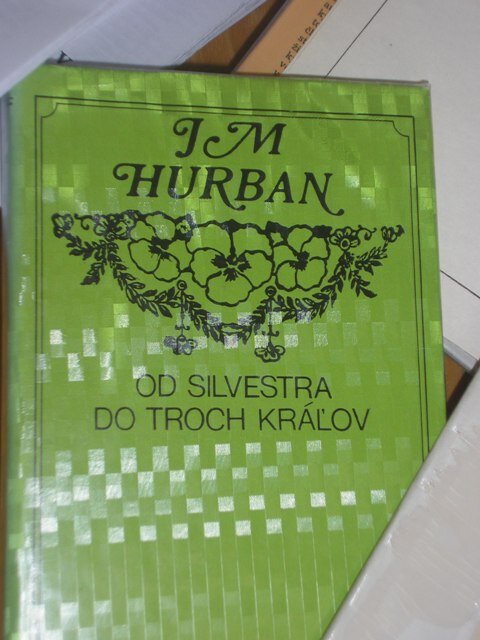 J M
HURBAN
OD SILVESTRA
DO TROCH KRÁĽOV